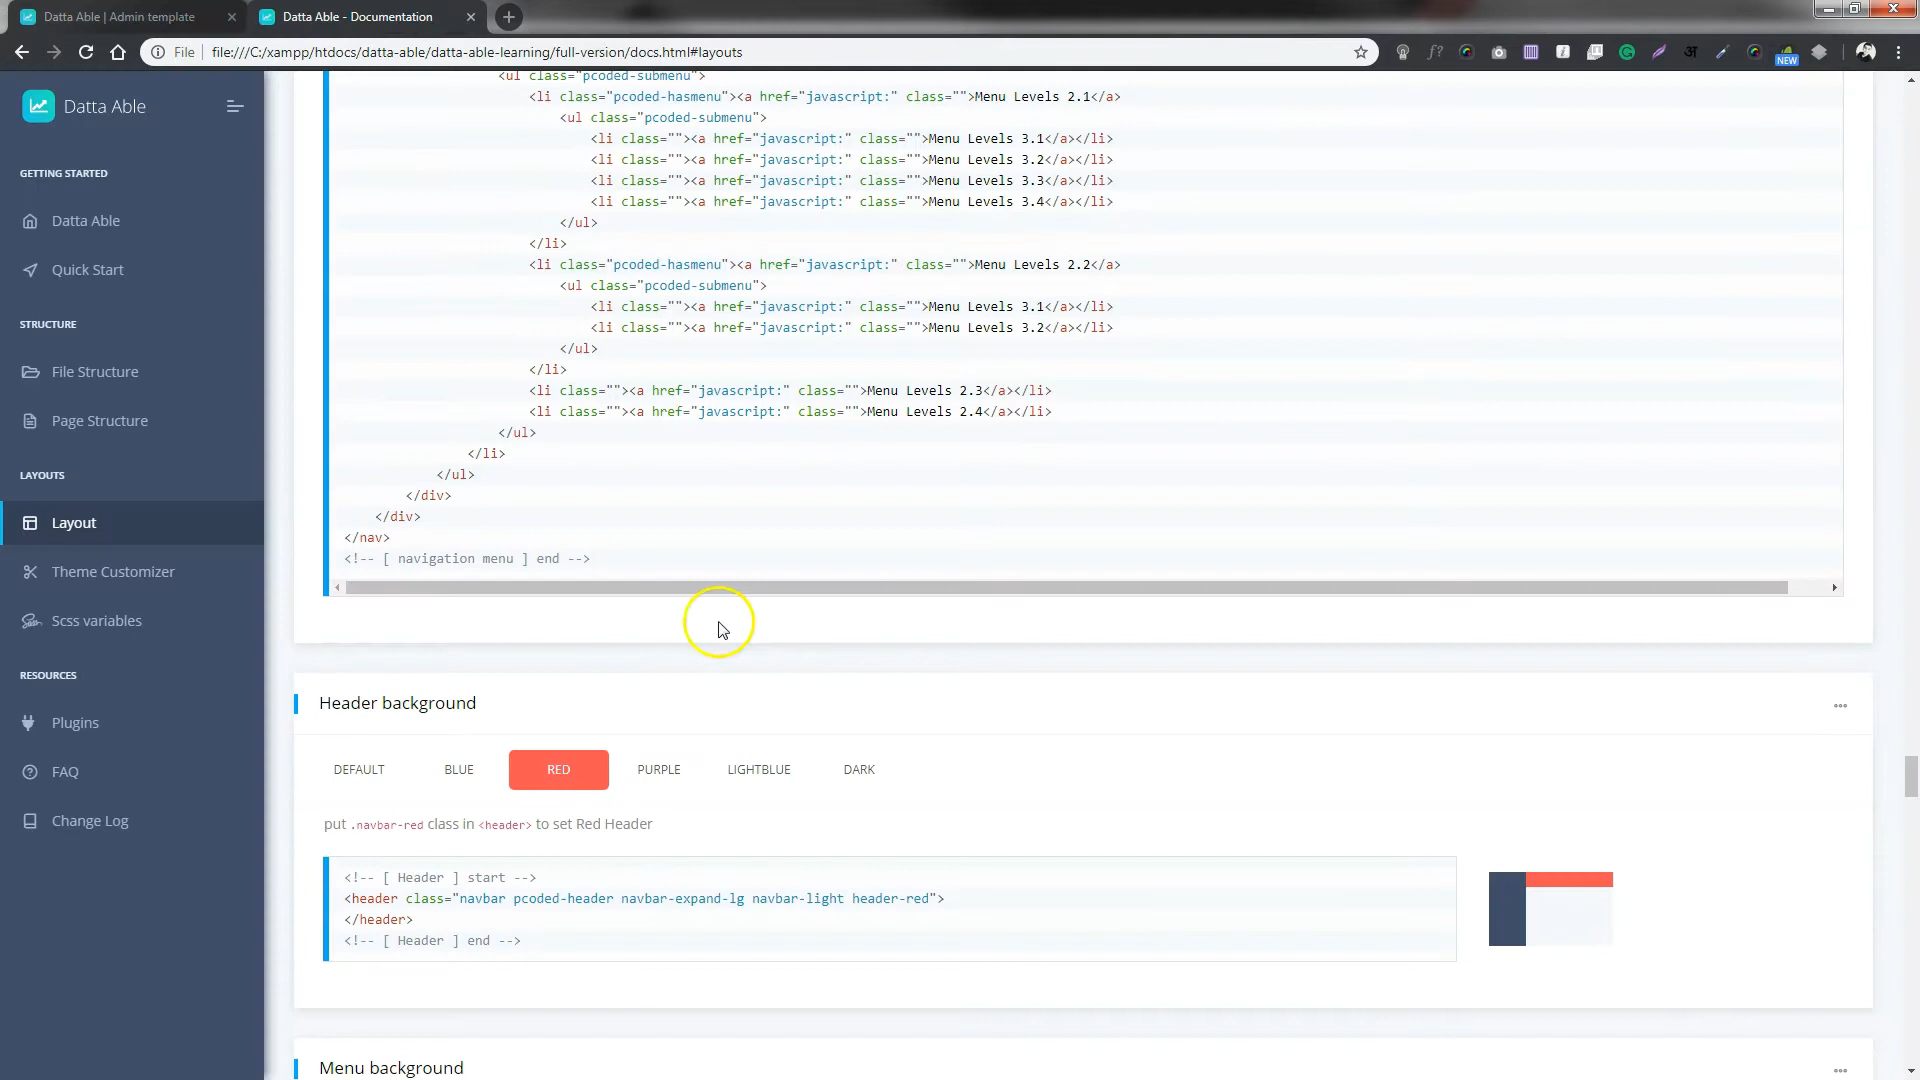 Datta Able | Admin template
Datta Able - Documentation
File
file:///C:/xampp/htdocs/datta-able/datta-able-learning/full-version/docs.html#layouts
f?
NEW
Datta Able
GETTING STARTED
Datta Able
Quick Start
STRUCTURE
File Structure
Page Structure
LAYOUTS
Layout
Theme Customizer
Scss variables
RESOURCES
Plugins
FAQ
Change Log
<ul class="pcoded-submenu">
<li class="pcoded-hasmenu"><a href="javascript:" class="">Menu Levels 2.1</a>
<ul class="pcoded-submenu">
<li class=""><a href="javascript:" class="">Menu Levels 3.1</a></li>
<li class=""><a href="javascript:" class="">Menu Levels 3.2</a></li>
<li class=""><a href="javascript:" class="">Menu Levels 3.3</a></li>
<li class=""><a href="javascript:" class="">Menu Levels 3.4</a></li>
</ul>
</li>
<li class="pcoded-hasmenu"><a href="javascript:" class="">Menu Levels 2.2</a>
<ul class="pcoded-submenu">
<li class=""><a href="javascript:" class="">Menu Levels 3.1</a></li>
<li class=""><a href="javascript:" class="">Menu Levels 3.2</a></li>
</ul>
</li>
<li class=""><a href="javascript:" class="">Menu Levels 2.3</a></li>
<li class=""><a href="javascript:" class="">Menu Levels 2.4</a></li>
</ul>
</li>
</ul>
</div>
</div>
</nav>
<!-- [ navigation menu ] end -->
Header background
DEFAULT BLUE RED PURPLE LIGHTBLUE DARK
put .navbar-red class in <header> to set Red Header
<!-- [ Header ] start -->
<header class="navbar pcoded-header navbar-expand-lg navbar-light header-red">
</header>
<!-- [ Header ] end -->
Menu background